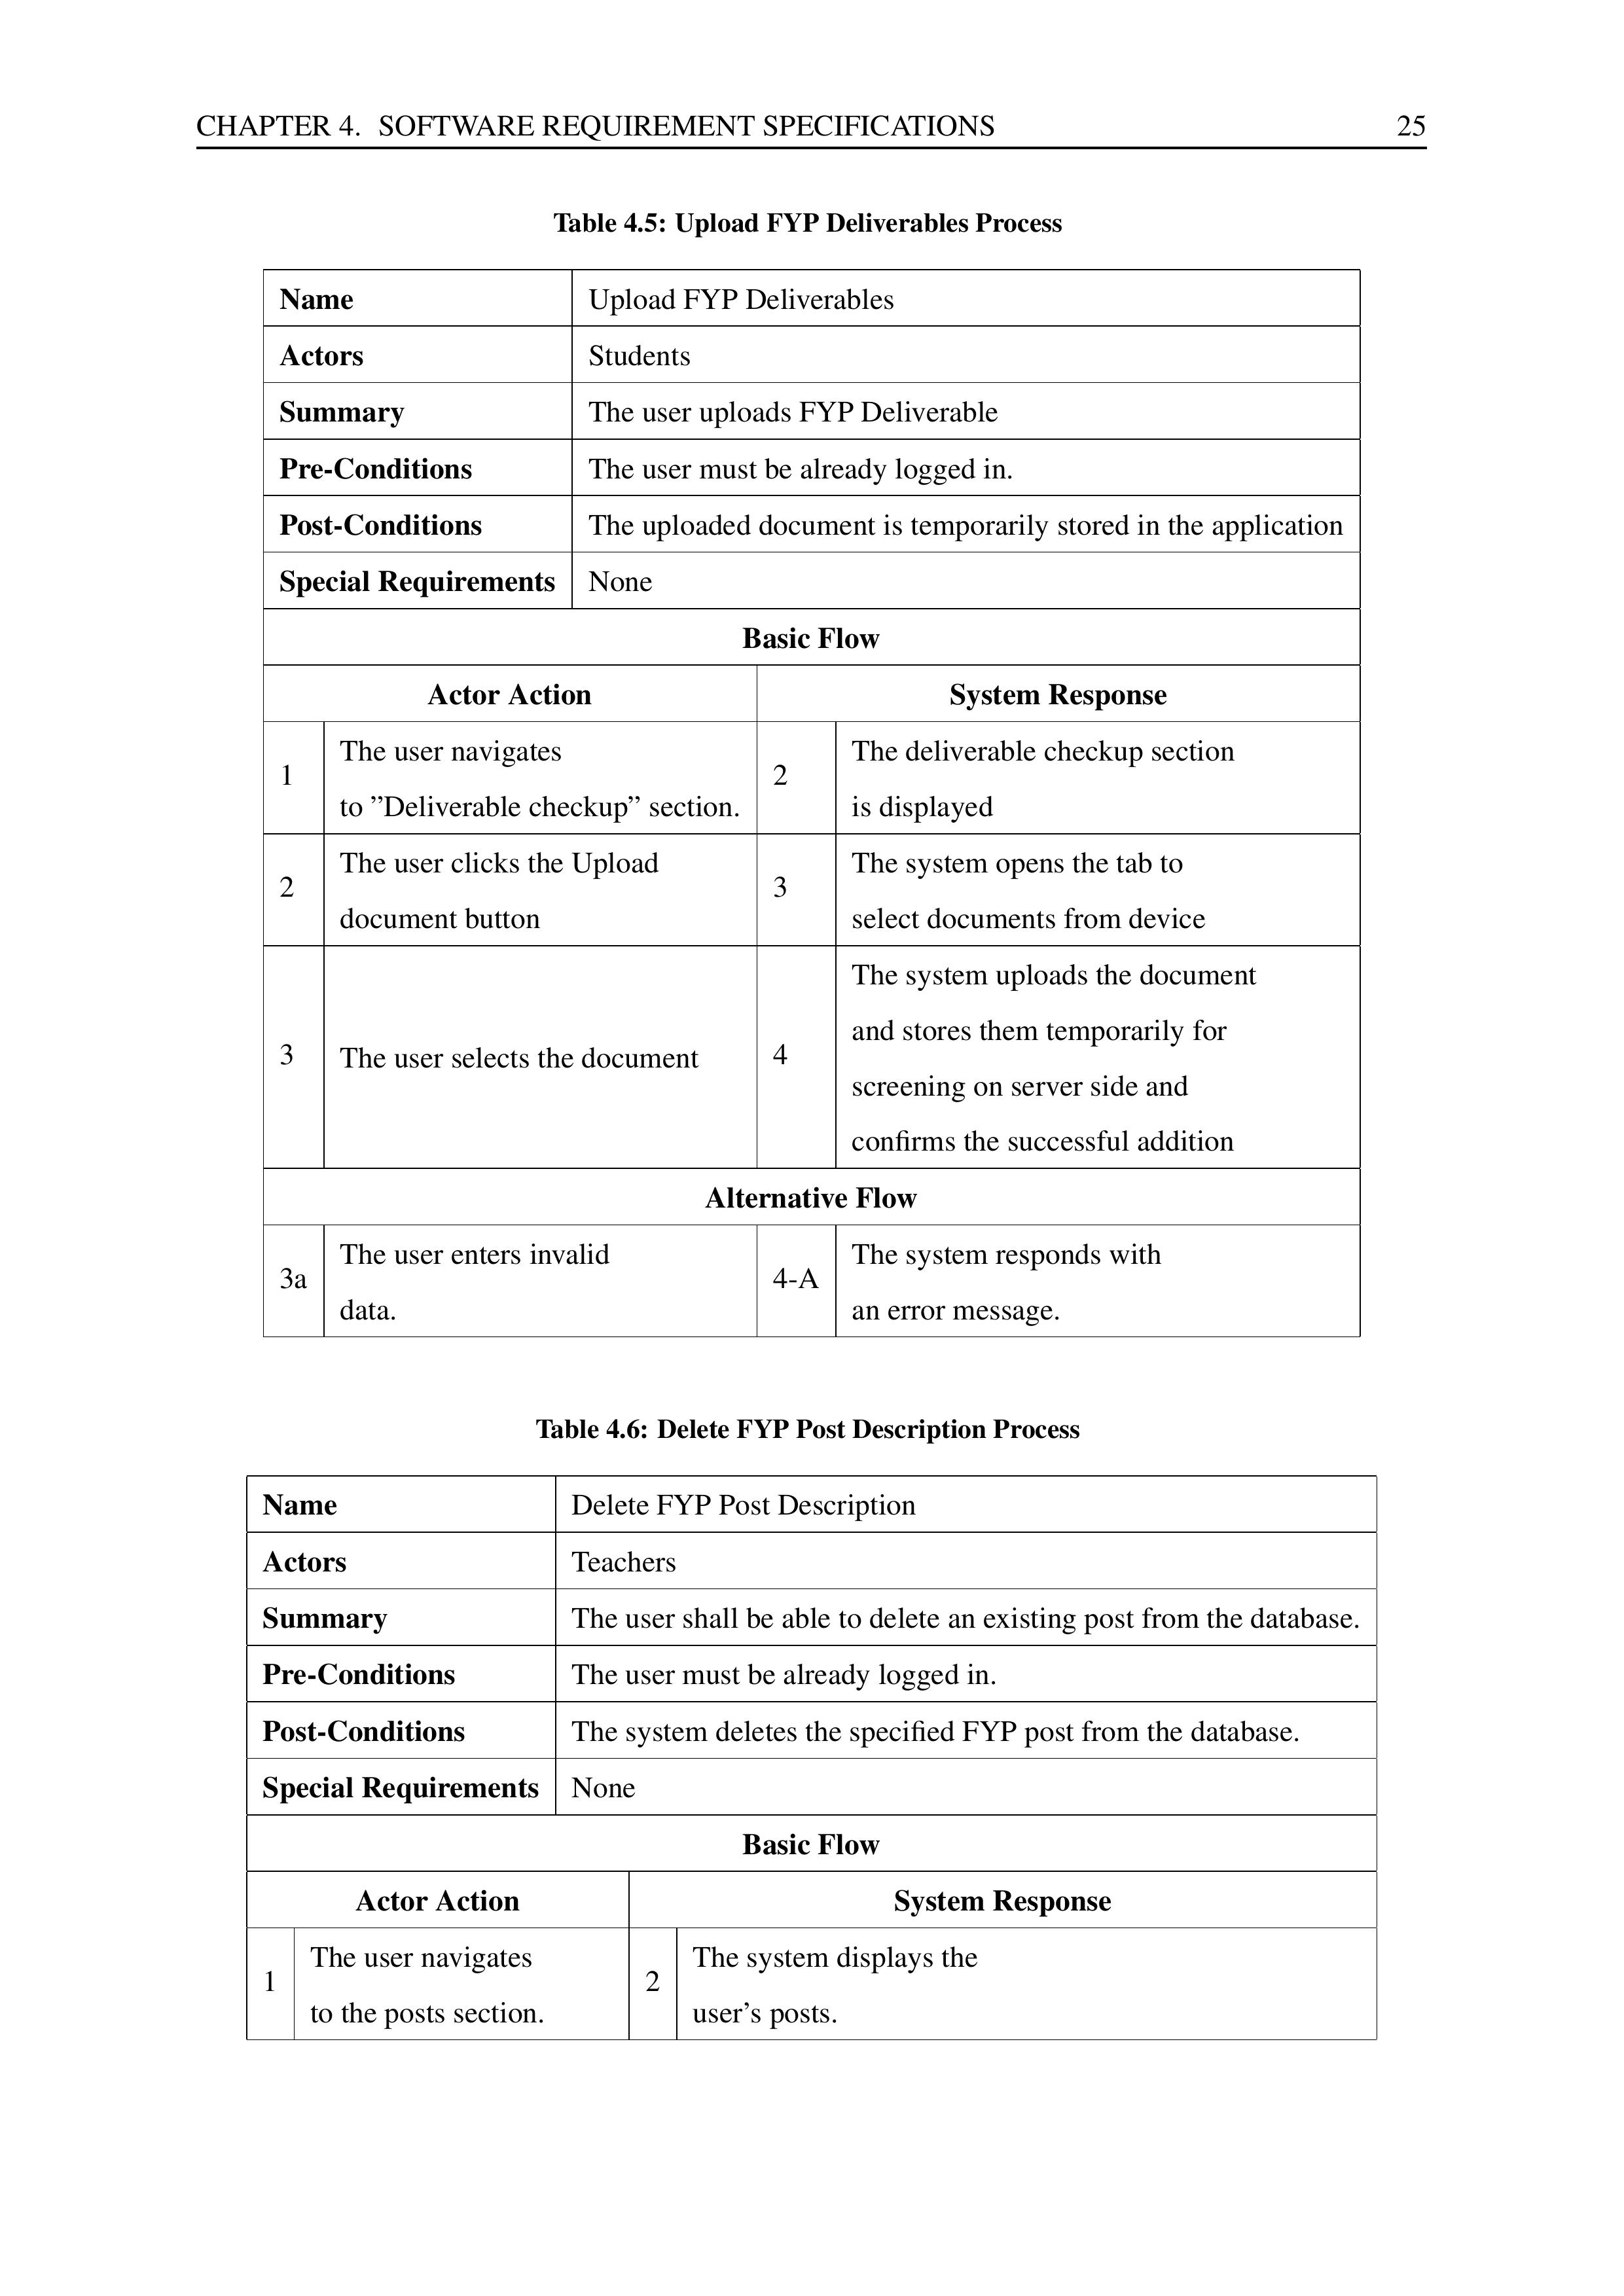 CHAPTER 4. SOFTWARE REQUIREMENT SPECIFICATIONS 25
Table 4.5: Upload FYP Deliverables Process
Name Upload FYP Deliverables
Actors Students
Summary The user uploads FYP Deliverable
Pre-Conditions The user must be already logged in.
Post-Conditions The uploaded document is temporarily stored in the application
Special Requirements None
Basic Flow
Actor Action System Response
1 The user navigates
to ”Deliverable checkup” section.
2 The deliverable checkup section
is displayed
2 The user clicks the Upload
document button
3 The system opens the tab to
select documents from device
3 The user selects the document
4 The system uploads the document
and stores them temporarily for
screening on server side and
confirms the successful addition
Alternative Flow
3a The user enters invalid
data.
4-A The system responds with
an error message.
Table 4.6: Delete FYP Post Description Process
Name Delete FYP Post Description
Actors Teachers
Summary The user shall be able to delete an existing post from the database.
Pre-Conditions The user must be already logged in.
Post-Conditions The system deletes the specified FYP post from the database.
Special Requirements None
Basic Flow
Actor Action System Response
1 The user navigates
to the posts section.
2 The system displays the
user’s posts.